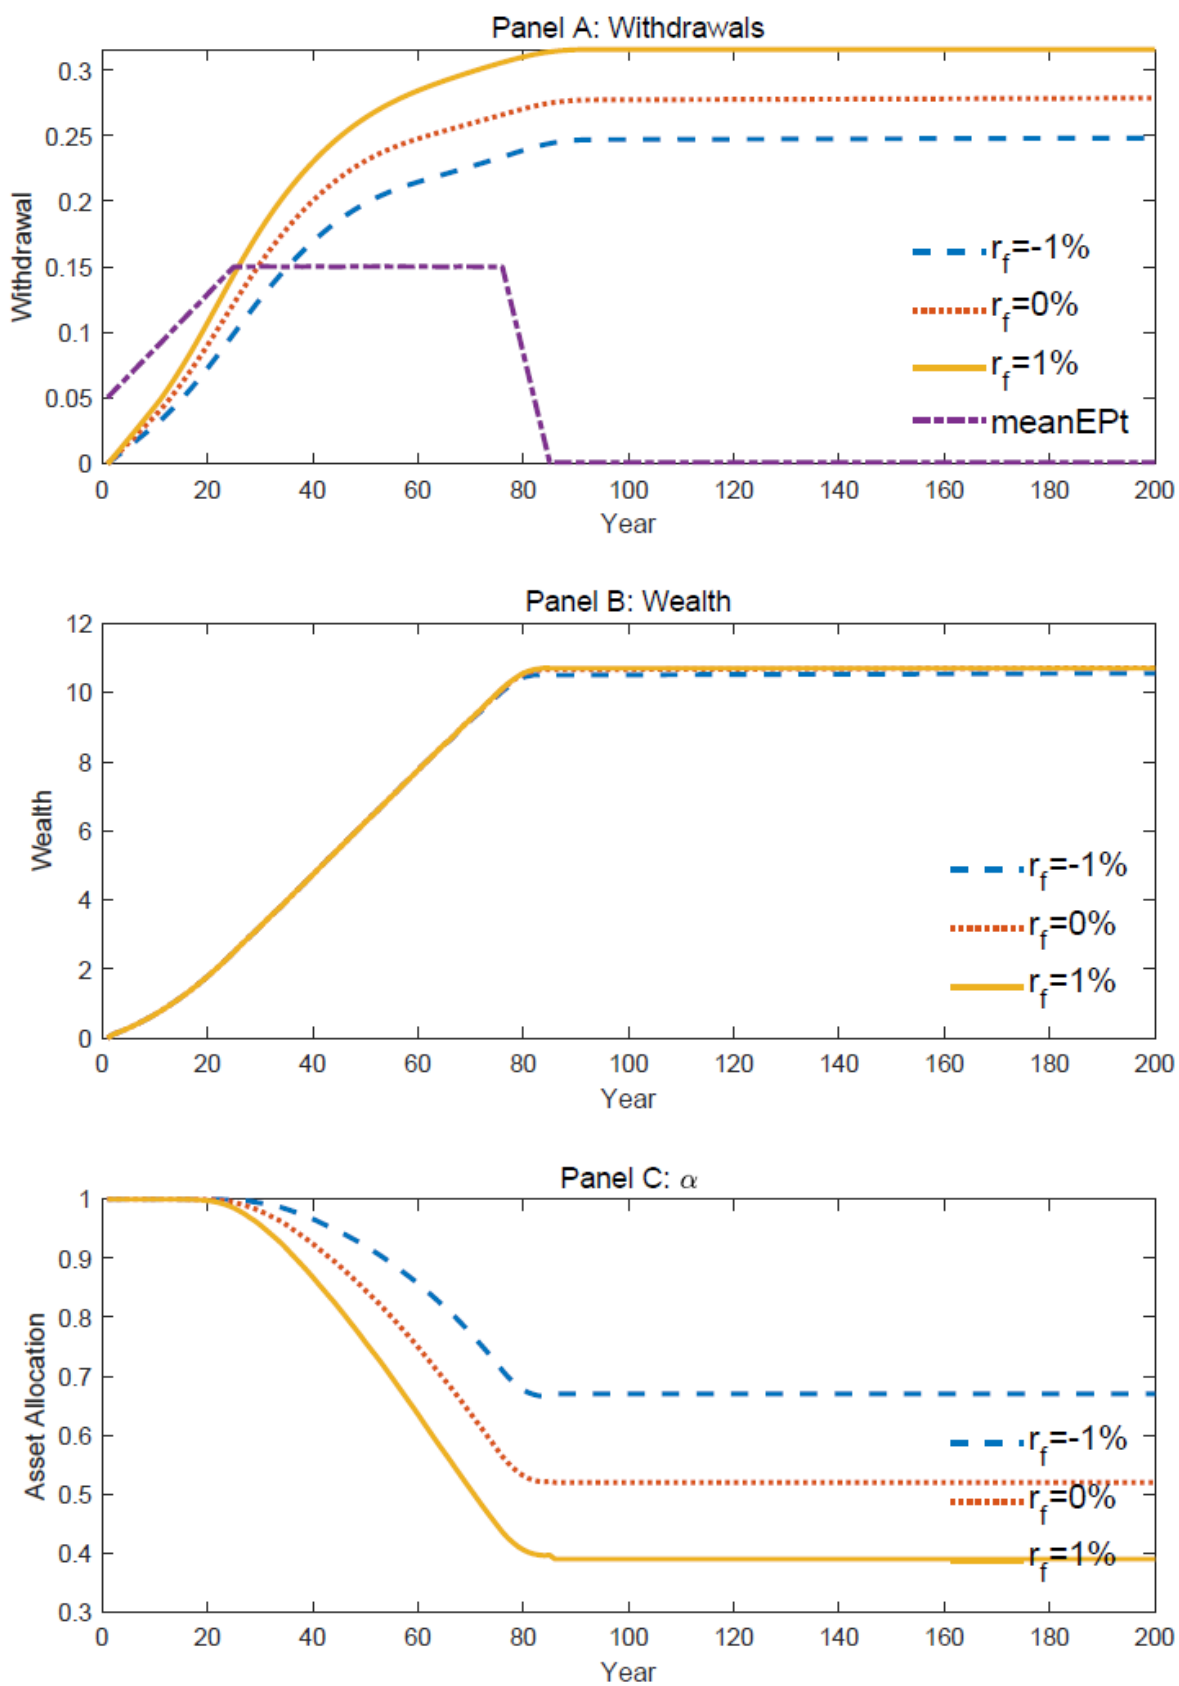 Panel A: Withdrawals
0.3
0.25
0.2
0.15
0.1
0.05
0
Withdrawal
r_f=-1%
r_f=0%
r_f=1%
meanEPt
0 20 40 60 80 100 120 140 160 180 200
Year
Panel B: Wealth
12
10
8
6
4
2
0
Wealth
r_f=-1%
r_f=0%
r_f=1%
0 20 40 60 80 100 120 140 160 180 200
Year
Panel C: α
1
0.9
0.8
0.7
0.6
0.5
0.4
0.3
Asset Allocation
r_f=-1%
r_f=0%
r_f=1%
0 20 40 60 80 100 120 140 160 180 200
Year